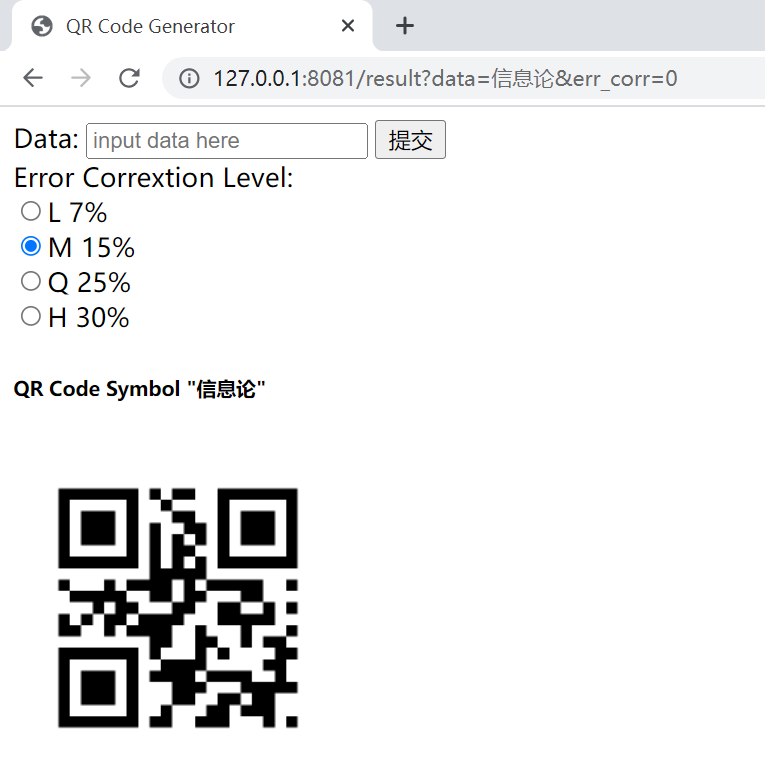 QR Code Generator
127.0.0.1:8081/result?data=信息论&err_corr=0
Data: input data here 提交
Error Corrextion Level:
L 7%
M 15%
Q 25%
H 30%
QR Code Symbol "信息论"